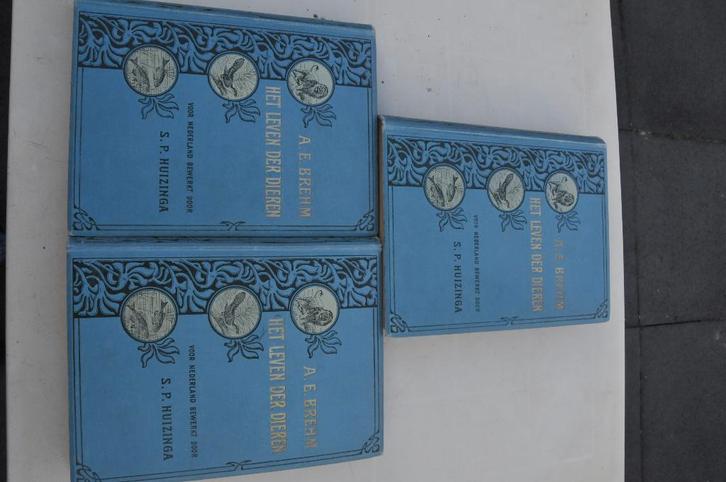 A. E. BREHM
HET LEVEN DER DIEREN
VOOR NEDERLAND BEWERKT DOOR
S. P. HUIZINGA
A. E. BREHM
HET LEVEN DER DIEREN
VOOR NEDERLAND BEWERKT DOOR
S. P. HUIZINGA
A. E. BREHM
HET LEVEN DER DIEREN
VOOR NEDERLAND BEWERKT DOOR
S. P. HUIZINGA